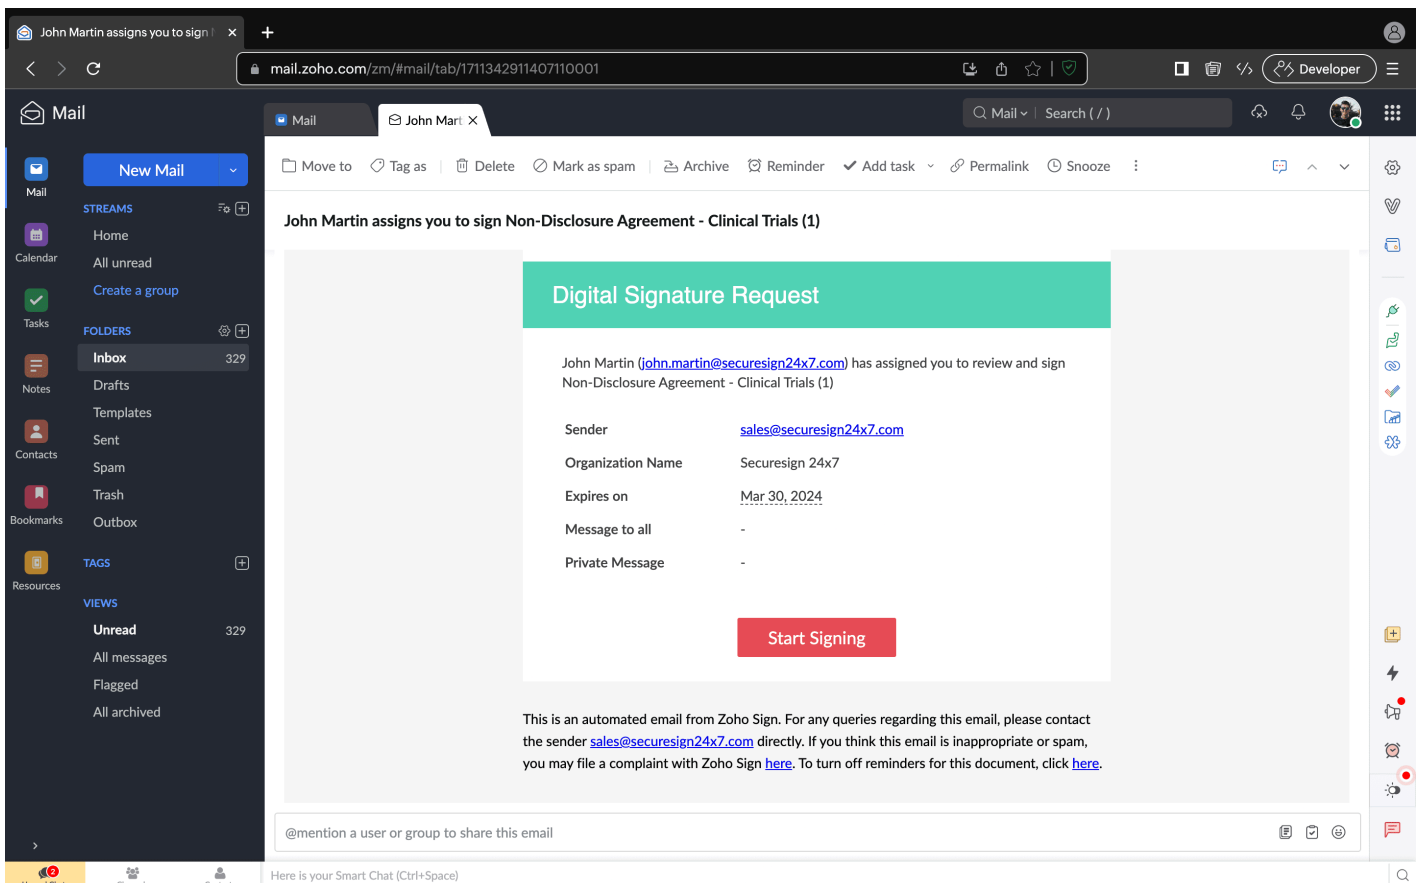 John Martin assigns you to sign
mail.zoho.com/zm/#mail/tab/1711342911407110001
Developer
Mail
Mail
John Mart
Mail
Search ( / )
Mail
Calendar
Tasks
Notes
Contacts
Bookmarks
Resources
New Mail
STREAMS
Home
All unread
Create a group
FOLDERS
Inbox 329
Drafts
Templates
Sent
Spam
Trash
Outbox
TAGS
VIEWS
Unread 329
All messages
Flagged
All archived
Move to Tag as Delete Mark as spam Archive Reminder Add task Permalink Snooze
John Martin assigns you to sign Non-Disclosure Agreement - Clinical Trials (1)
Digital Signature Request
John Martin (john.martin@securesign24x7.com) has assigned you to review and sign
Non-Disclosure Agreement - Clinical Trials (1)
Sender sales@securesign24x7.com
Organization Name Securesign 24x7
Expires on Mar 30, 2024
Message to all -
Private Message -
Start Signing
This is an automated email from Zoho Sign. For any queries regarding this email, please contact
the sender sales@securesign24x7.com directly. If you think this email is inappropriate or spam,
you may file a complaint with Zoho Sign here. To turn off reminders for this document, click here.
@mention a user or group to share this email
2
Here is your Smart Chat (Ctrl+Space)